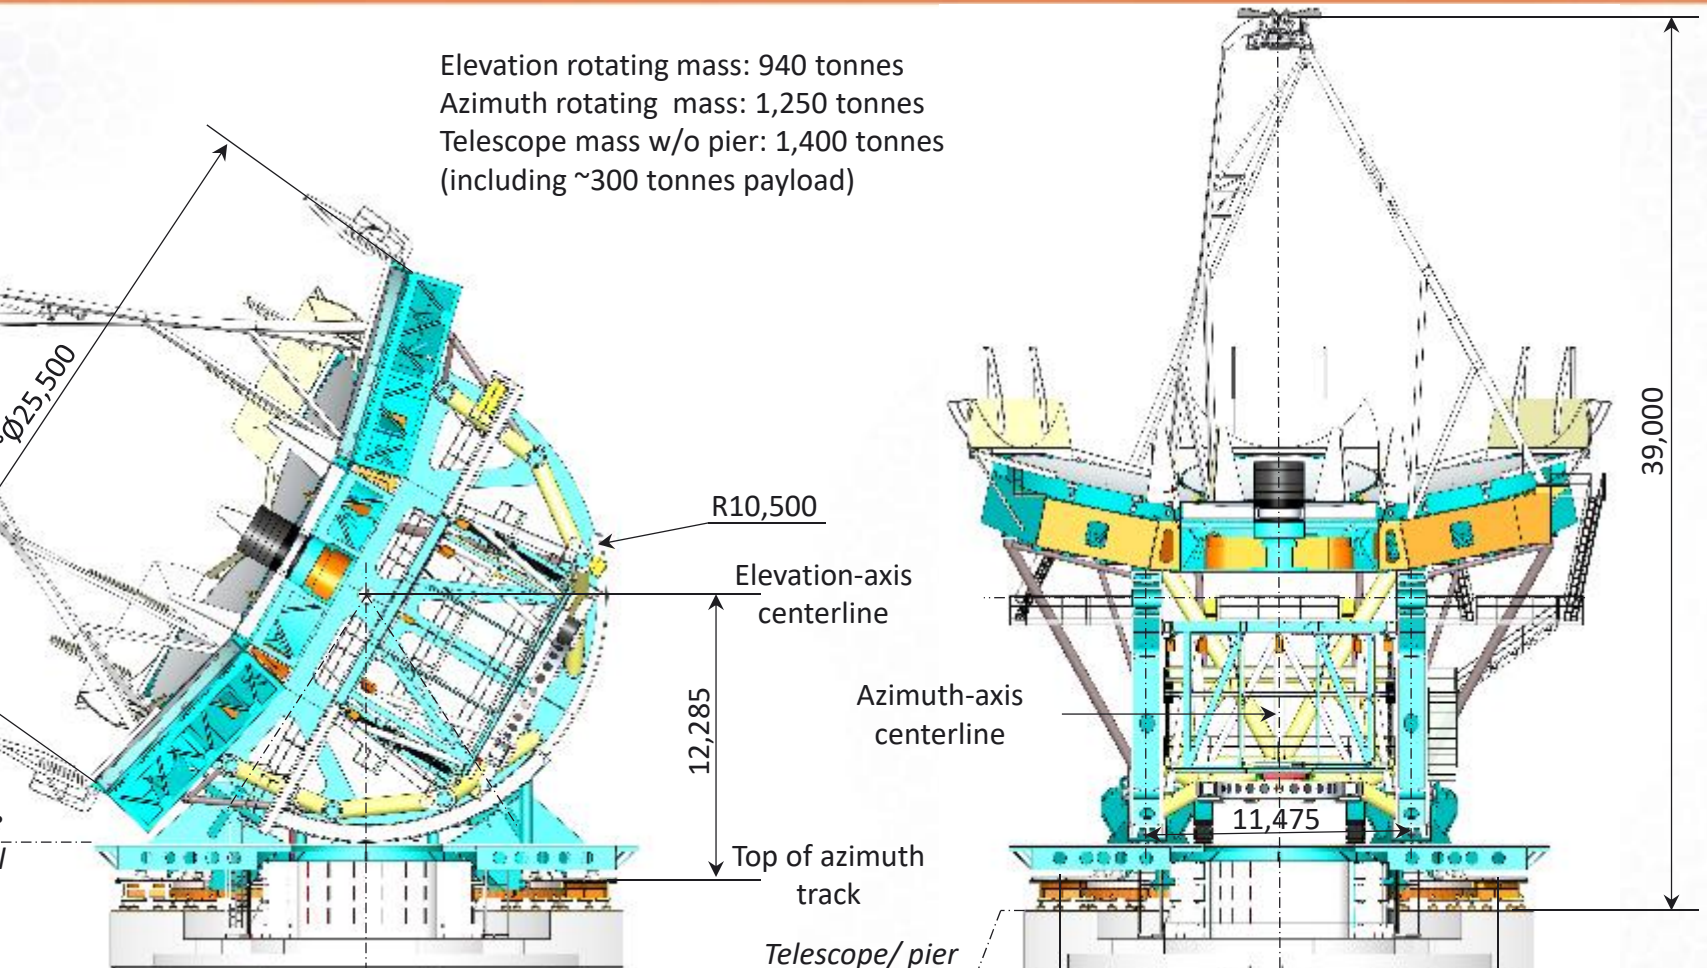 Elevation rotating mass: 940 tonnes
Azimuth rotating  mass: 1,250 tonnes
Telescope mass w/o pier: 1,400 tonnes
(including ~300 tonnes payload)
Ø25,500
R10,500
Elevation-axis
centerline
12,285
Top of azimuth
track
39,000
Azimuth-axis
centerline
11,475
Telescope/ pier